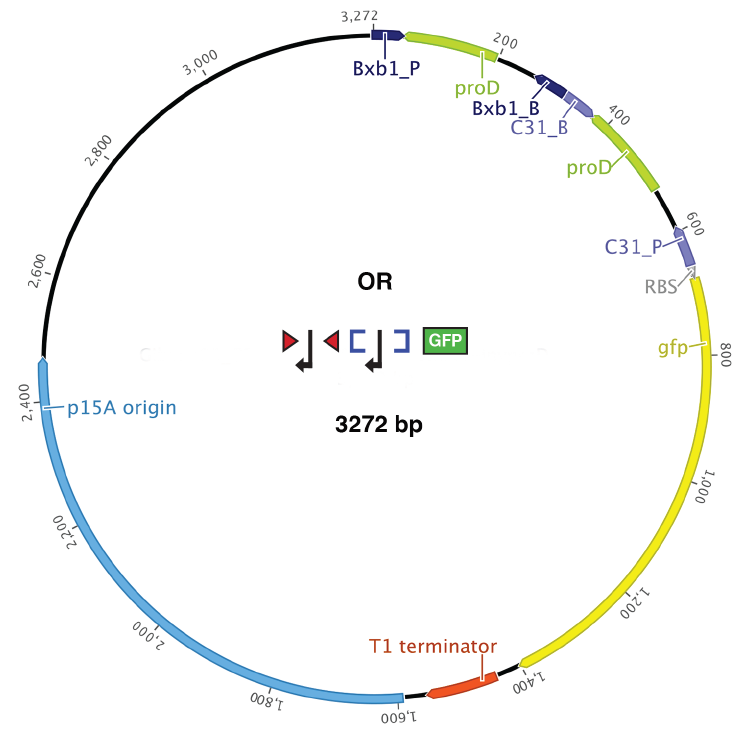 3,272
Bxb1_P
proD
200
Bxb1_B
C31_B
400
proD
600
C31_P
RBS
gfp
800
1,000
1,200
1,400
T1 terminator
1,600
1,800
2,000
2,200
2,400
p15A origin
2,600
2,800
3,000
OR
GFP
3272 bp